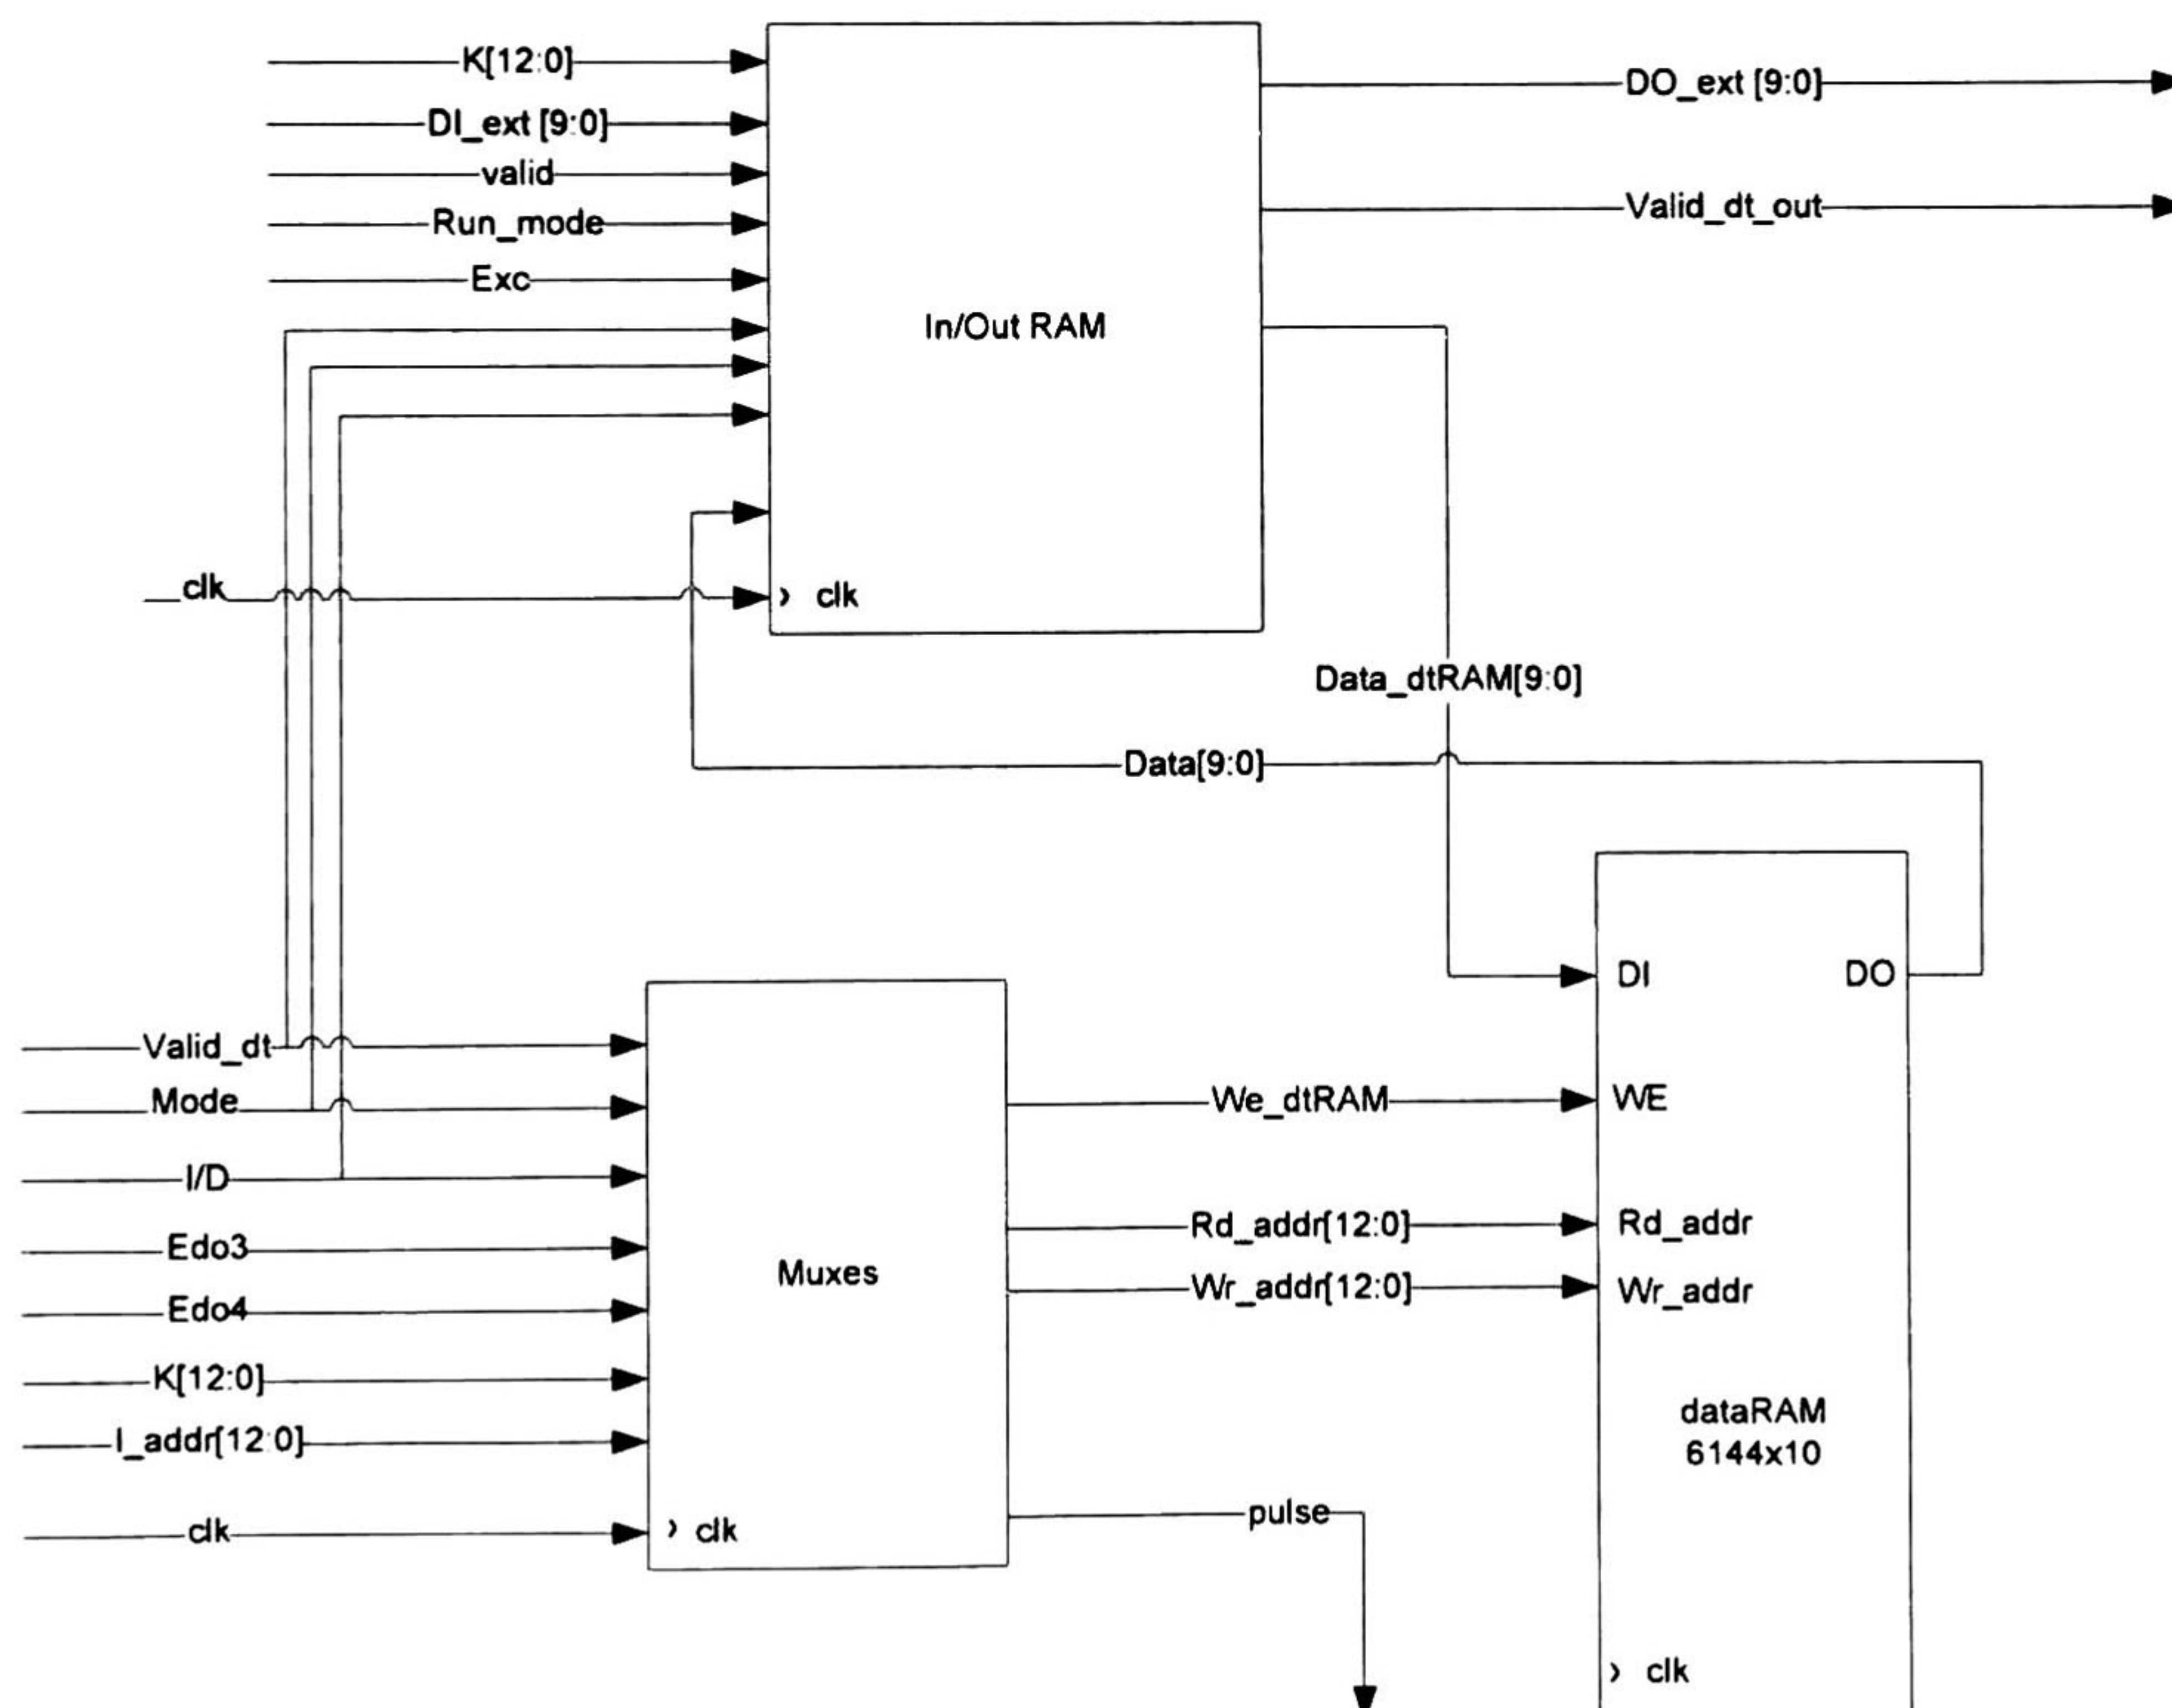 K[12:0]
DI_ext [9:0]
valid
Run_mode
Exc
clk
In/Out RAM
clk
DO_ext [9:0]
Valid_dt_out
Data_dtRAM[9:0]
Data[9:0]
Valid_dt
Mode
I/D
Edo3
Edo4
K[12:0]
I_addr[12:0]
clk
Muxes
clk
We_dtRAM
Rd_addr[12:0]
Wr_addr[12:0]
pulse
DI
DO
WE
Rd_addr
Wr_addr
dataRAM
6144x10
clk